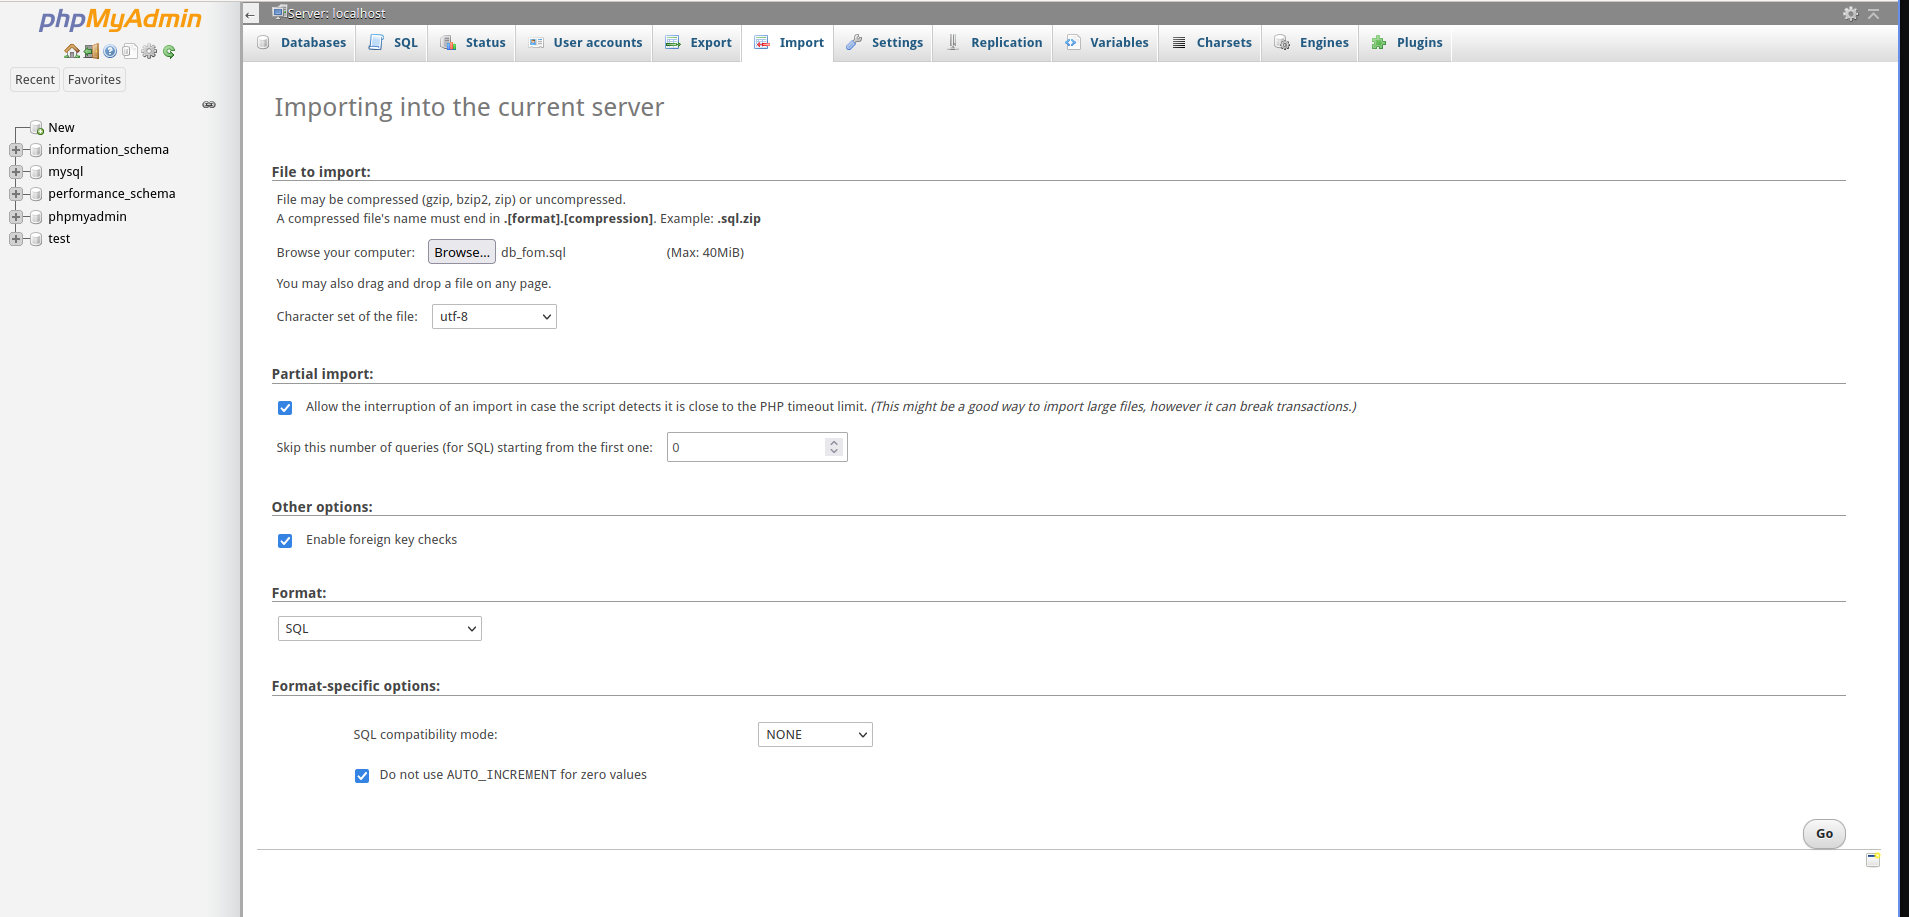 phpMyAdmin
Recent Favorites
New
information_schema
mysql
performance_schema
phpmyadmin
test
Server: localhost
Databases SQL Status User accounts Export Import Settings Replication Variables Charsets Engines Plugins
Importing into the current server
File to import:
File may be compressed (gzip, bzip2, zip) or uncompressed.
A compressed file's name must end in .[format].[compression]. Example: .sql.zip
Browse your computer: Browse... db_fom.sql (Max: 40MiB)
You may also drag and drop a file on any page.
Character set of the file: utf-8
Partial import:
Allow the interruption of an import in case the script detects it is close to the PHP timeout limit. (This might be a good way to import large files, however it can break transactions.)
Skip this number of queries (for SQL) starting from the first one: 0
Other options:
Enable foreign key checks
Format:
SQL
Format-specific options:
SQL compatibility mode: NONE
Do not use AUTO_INCREMENT for zero values
Go